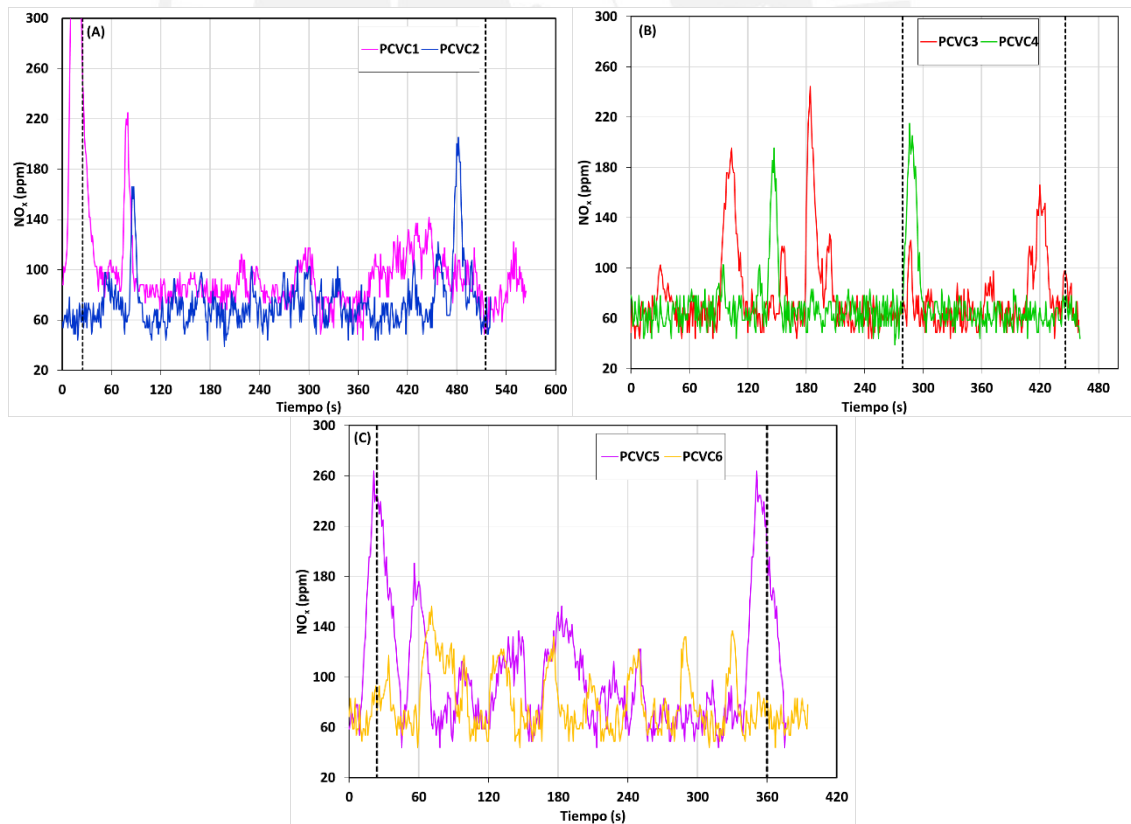 (A)
PCVC1 PCVC2
NOx (ppm)
300
260
220
180
140
100
60
20
0 60 120 180 240 300 360 420 480 540 600
Tiempo (s)
(B)
PCVC3 PCVC4
NOx (ppm)
300
260
220
180
140
100
60
20
0 60 120 180 240 300 360 420 480
Tiempo (s)
(C)
PCVC5 PCVC6
NOx (ppm)
300
260
220
180
140
100
60
20
0 60 120 180 240 300 360 420
Tiempo (s)